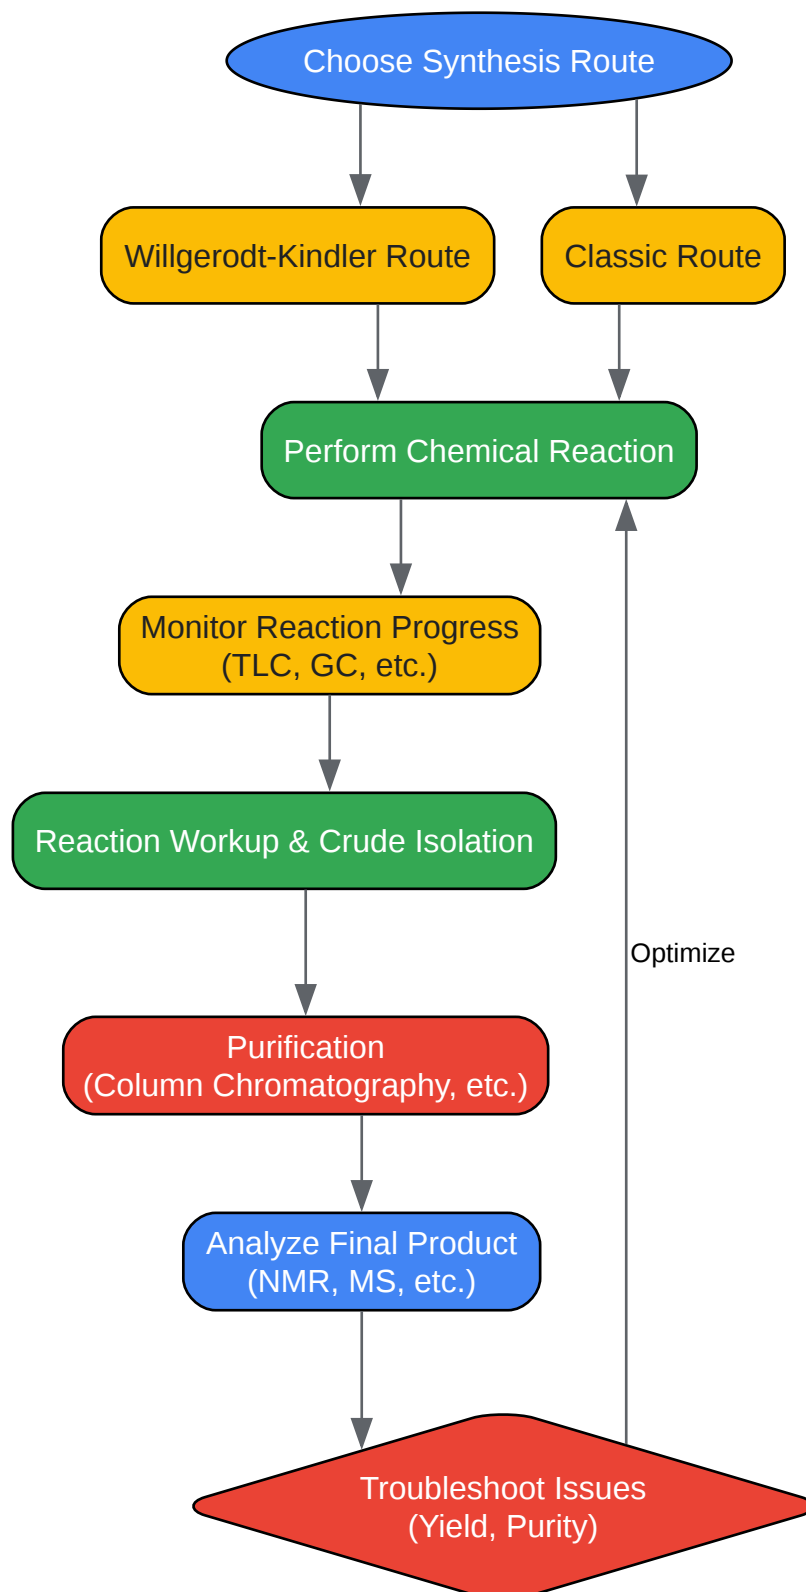 Choose Synthesis Route
Willgerodt-Kindler Route
Classic Route
Perform Chemical Reaction
Monitor Reaction Progress
(TLC, GC, etc.)
Reaction Workup & Crude Isolation
Optimize
Purification
(Column Chromatography, etc.)
Analyze Final Product
(NMR, MS, etc.)
Troubleshoot Issues
(Yield, Purity)